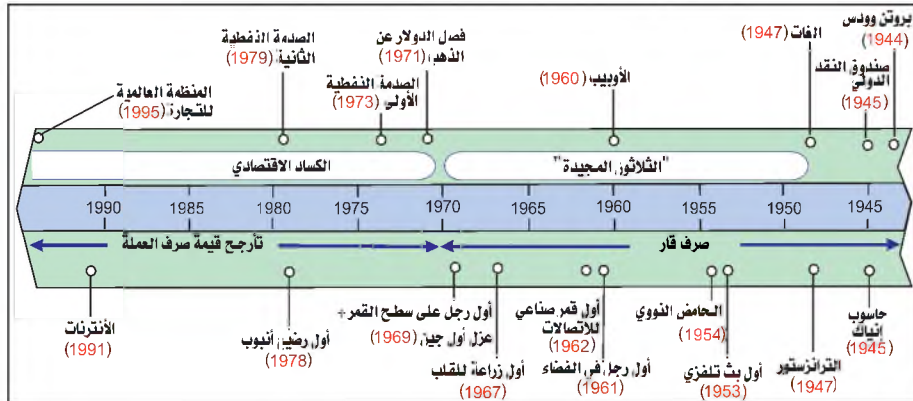 بروتن وودس
(1944)
صندوق النقد
الدولي
(1945)
الغات (1947)
الأوبيب
(1960)
فصل الدولار عن
الذهب (1971)
الصدمة النفطية
الأولى (1973)
الصدمة النفطية
الثانية (1979)
المنظمة العالمية
للتجارة (1995)
"الثلاثون المجيدة"
الكساد الاقتصادي
1945
1950
1955
1960
1965
1970
1975
1980
1985
1990
صرف قار
تأرجح قيمة صرف العملة
حاسوب
إنياك
(1945)
الترانزستور
(1947)
أول بث تلفزي
(1953)
الحامض النووي
(1954)
أول رجل في الفضاء
(1961)
أول قمر صناعي
للاتصالات
(1962)
أول زراعة للقلب
(1967)
أول رجل على سطح القمر +
عزل أول جين (1969)
أول رضيع أنبوب
(1978)
الأنترنات
(1991)